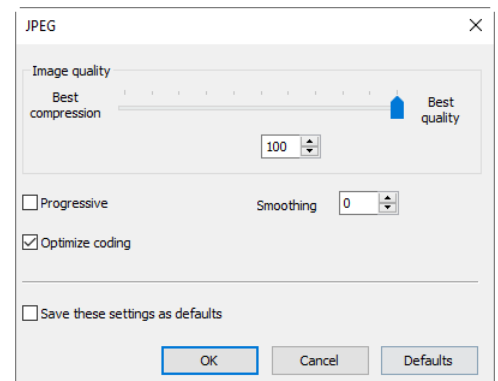 JPEG
Image quality
Best compression
Best quality
100
Progressive
Smoothing
0
Optimize coding
Save these settings as defaults
OK
Cancel
Defaults